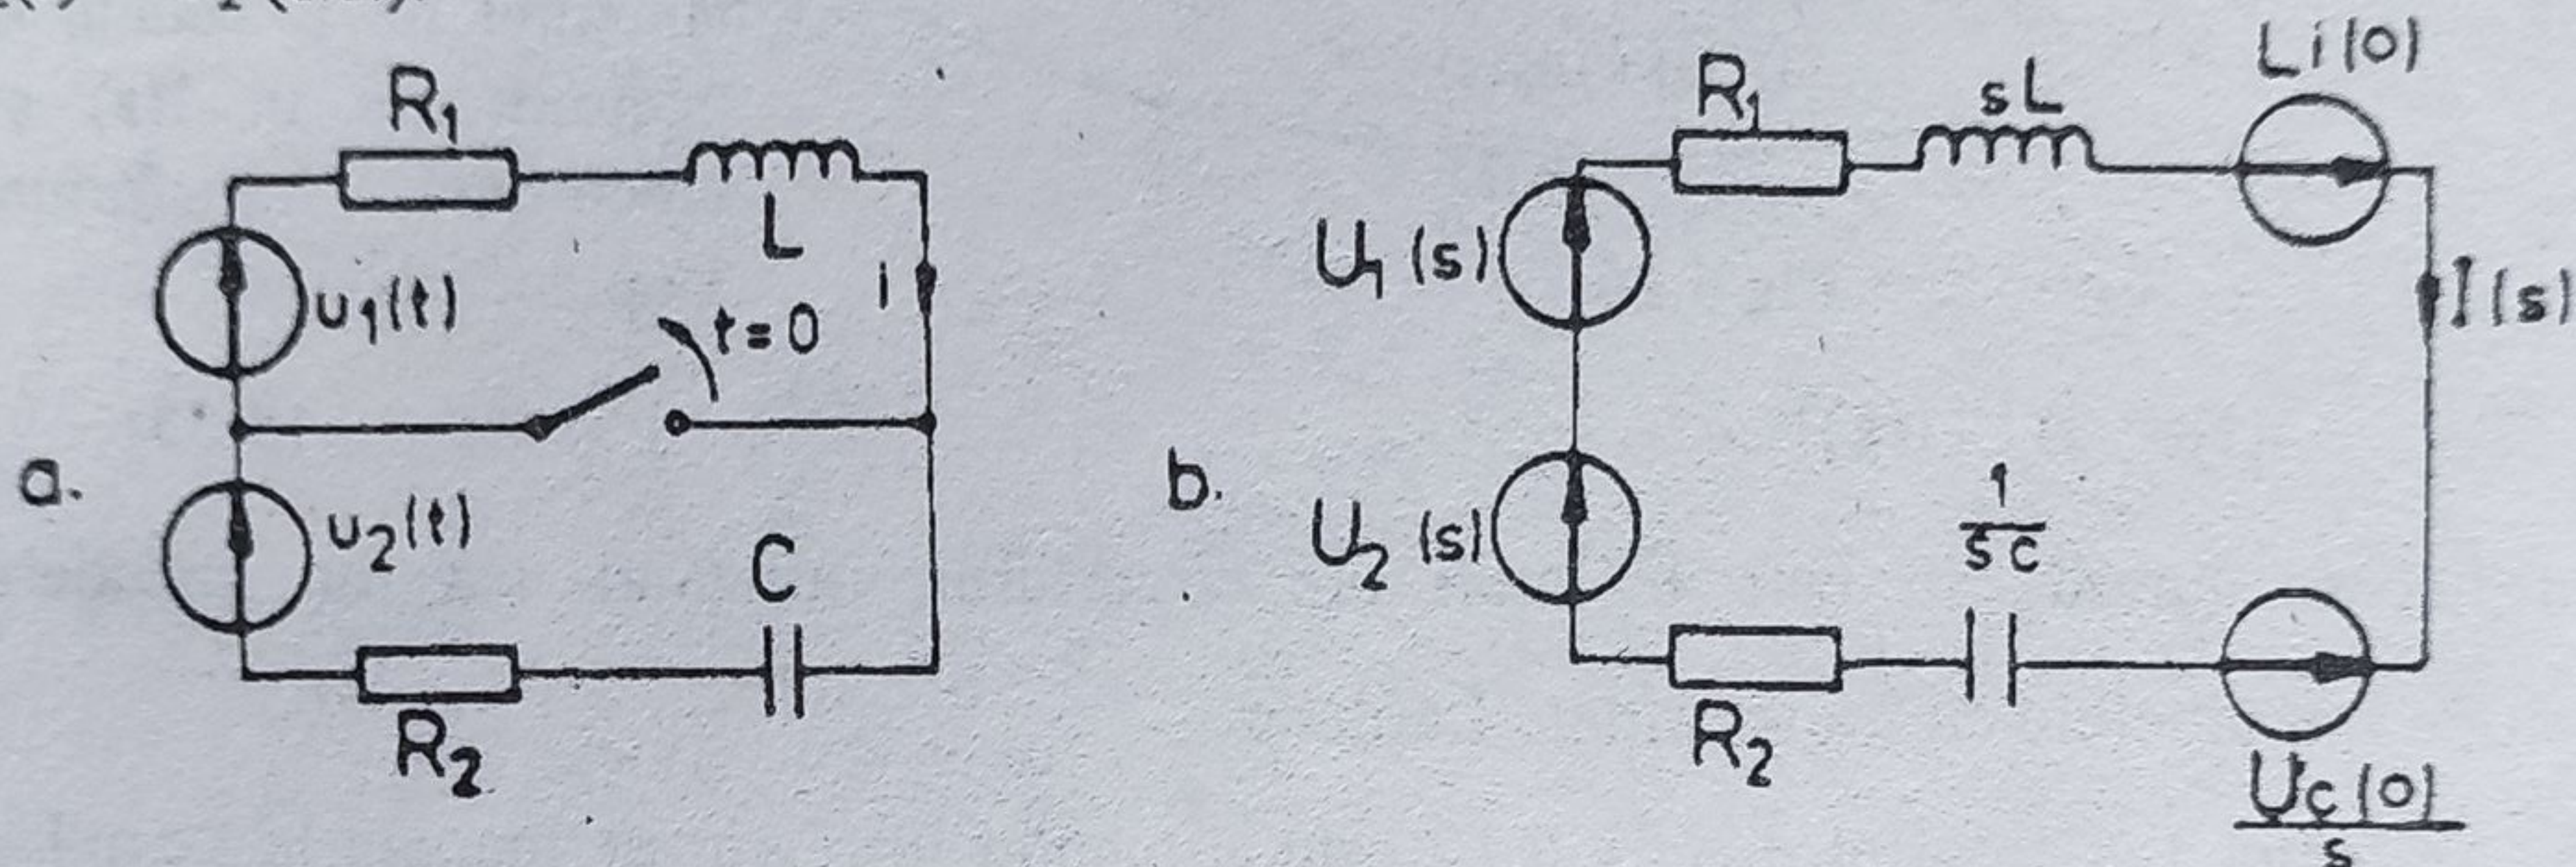 R₁
L
u₁(t)
i
t=0
a.
u₂(t)
C
R₂
R₁
sL
Li(0)
U₁(s)
I(s)
b.
U₂(s)
1
sc
R₂
Uc(0)
s